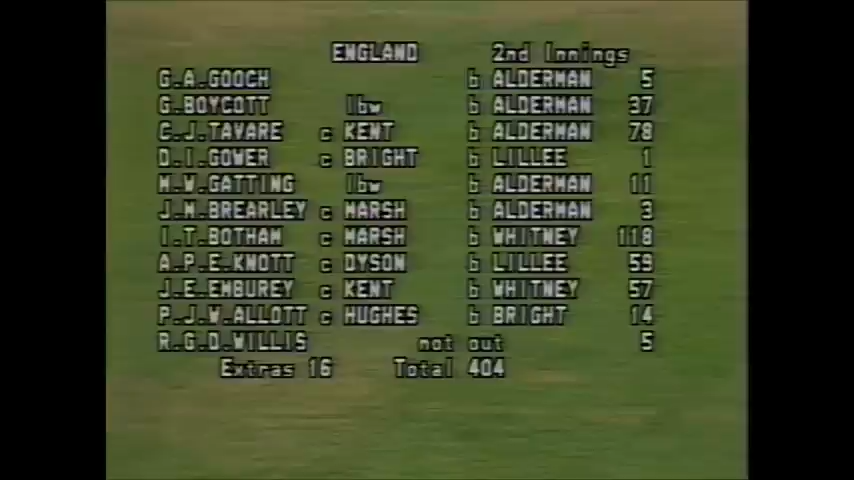 ENGLAND 2nd Innings
G.A.GOOCH b ALDERMAN 5
G.BOYCOTT lbw b ALDERMAN 37
C.J.TAVARE c KENT b ALDERMAN 78
D.I.GOWER c BRIGHT b LILLEE 1
M.W.GATTING lbw b ALDERMAN 11
J.M.BREARLEY c MARSH b ALDERMAN 3
I.T.BOTHAM c MARSH b WHITNEY 118
A.P.E.KNOTT c DYSON b LILLEE 59
J.E.EMBUREY c KENT b WHITNEY 57
P.J.W.ALLOTT c HUGHES b BRIGHT 14
R.G.D.WILLIS not out 5
Extras 16 Total 404